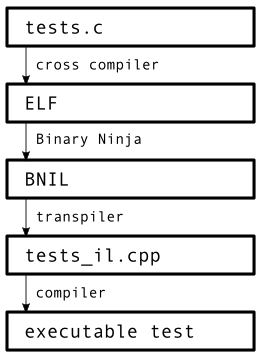 tests.c
cross compiler
ELF
Binary Ninja
BNIL
transpiler
tests_il.cpp
compiler
executable test